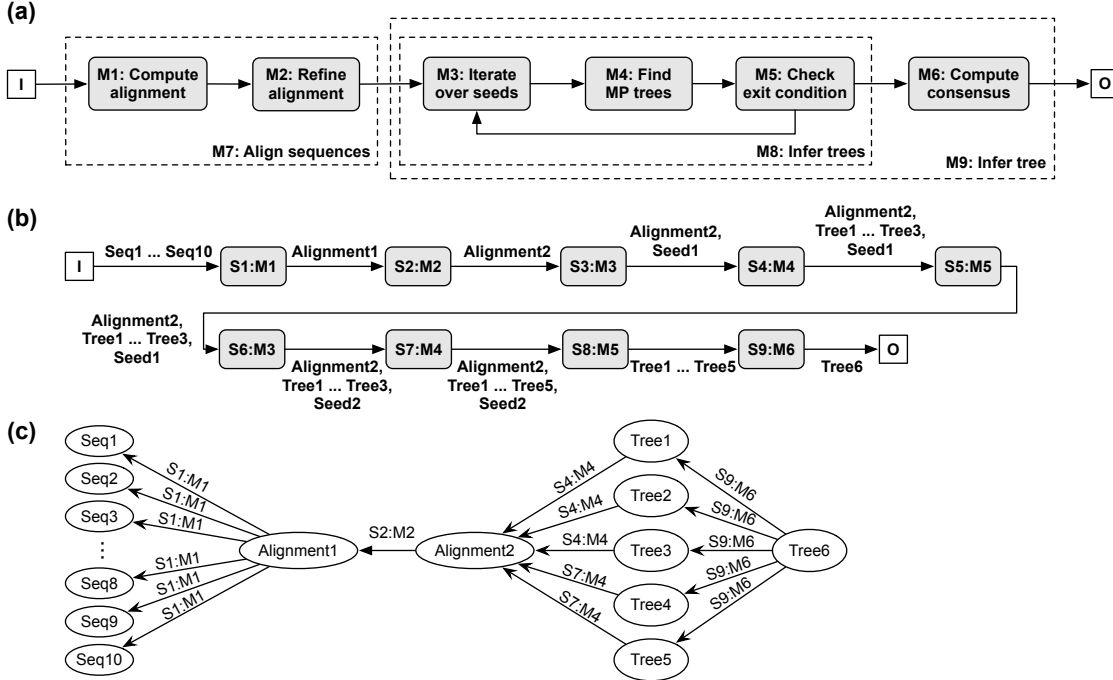 (a)
I
M1: Compute
alignment
M2: Refine
alignment
M3: Iterate
over seeds
M4: Find
MP trees
M5: Check
exit condition
M6: Compute
consensus
O
M7: Align sequences
M8: Infer trees
M9: Infer tree
(b)
I
Seq1 ... Seq10
S1:M1
Alignment1
S2:M2
Alignment2
S3:M3
Alignment2,
Seed1
S4:M4
Alignment2,
Tree1 ... Tree3,
Seed1
S5:M5
Alignment2,
Tree1 ... Tree3,
Seed1
S6:M3
Alignment2,
Tree1 ... Tree3,
Seed2
S7:M4
Alignment2,
Tree1 ... Tree5,
Seed2
S8:M5
Tree1 ... Tree5
S9:M6
Tree6
O
(c)
Seq1
Seq2
Seq3
⋮
Seq8
Seq9
Seq10
S1:M1
S1:M1
S1:M1
S1:M1
S1:M1
S1:M1
Alignment1
S2:M2
Alignment2
S4:M4
S4:M4
S4:M4
S7:M4
S7:M4
Tree1
Tree2
Tree3
Tree4
Tree5
S9:M6
S9:M6
S9:M6
S9:M6
S9:M6
Tree6